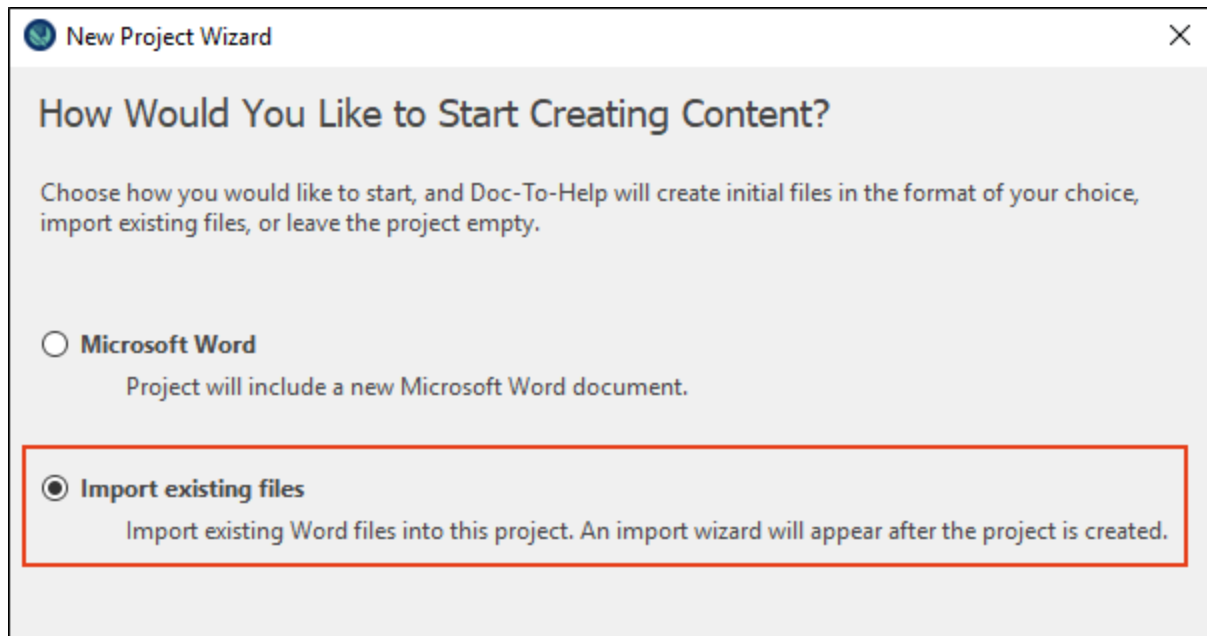 New Project Wizard
How Would You Like to Start Creating Content?
Choose how you would like to start, and Doc-To-Help will create initial files in the format of your choice,
import existing files, or leave the project empty.
Microsoft Word
Project will include a new Microsoft Word document.
Import existing files
Import existing Word files into this project. An import wizard will appear after the project is created.